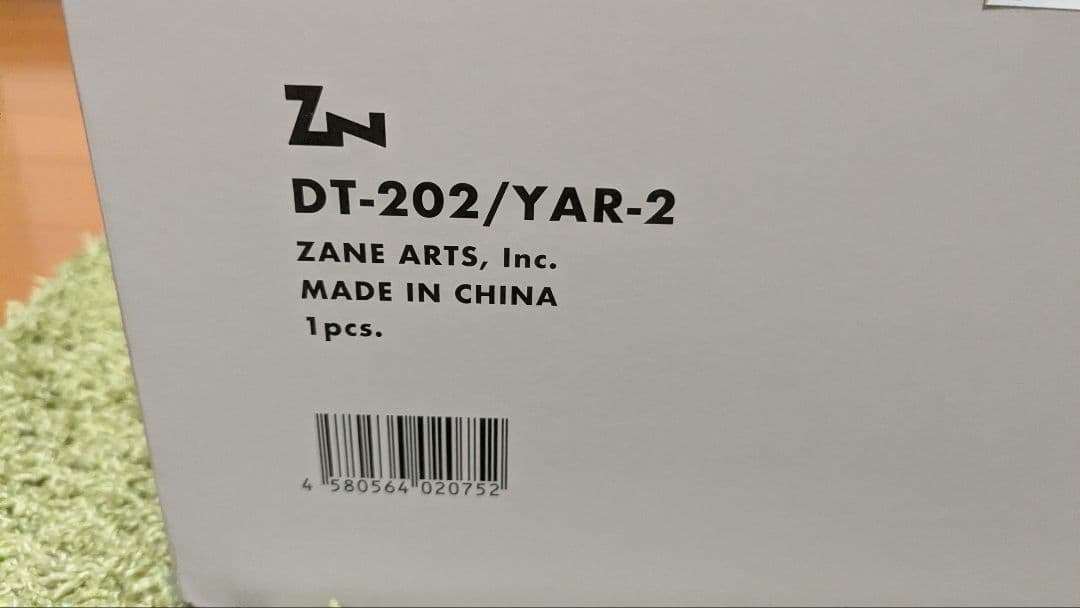 ZN
DT-202/YAR-2
ZANE ARTS, Inc.
MADE IN CHINA
1pcs.
4 580564 020752